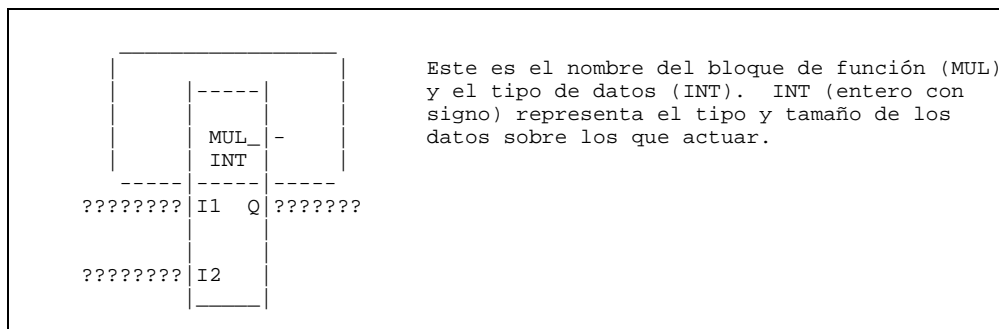 Este es el nombre del bloque de función (MUL)
y el tipo de datos (INT). INT (entero con
signo) representa el tipo y tamaño de los
datos sobre los que actuar.
MUL_
INT
????????I1 Q???????
????????I2